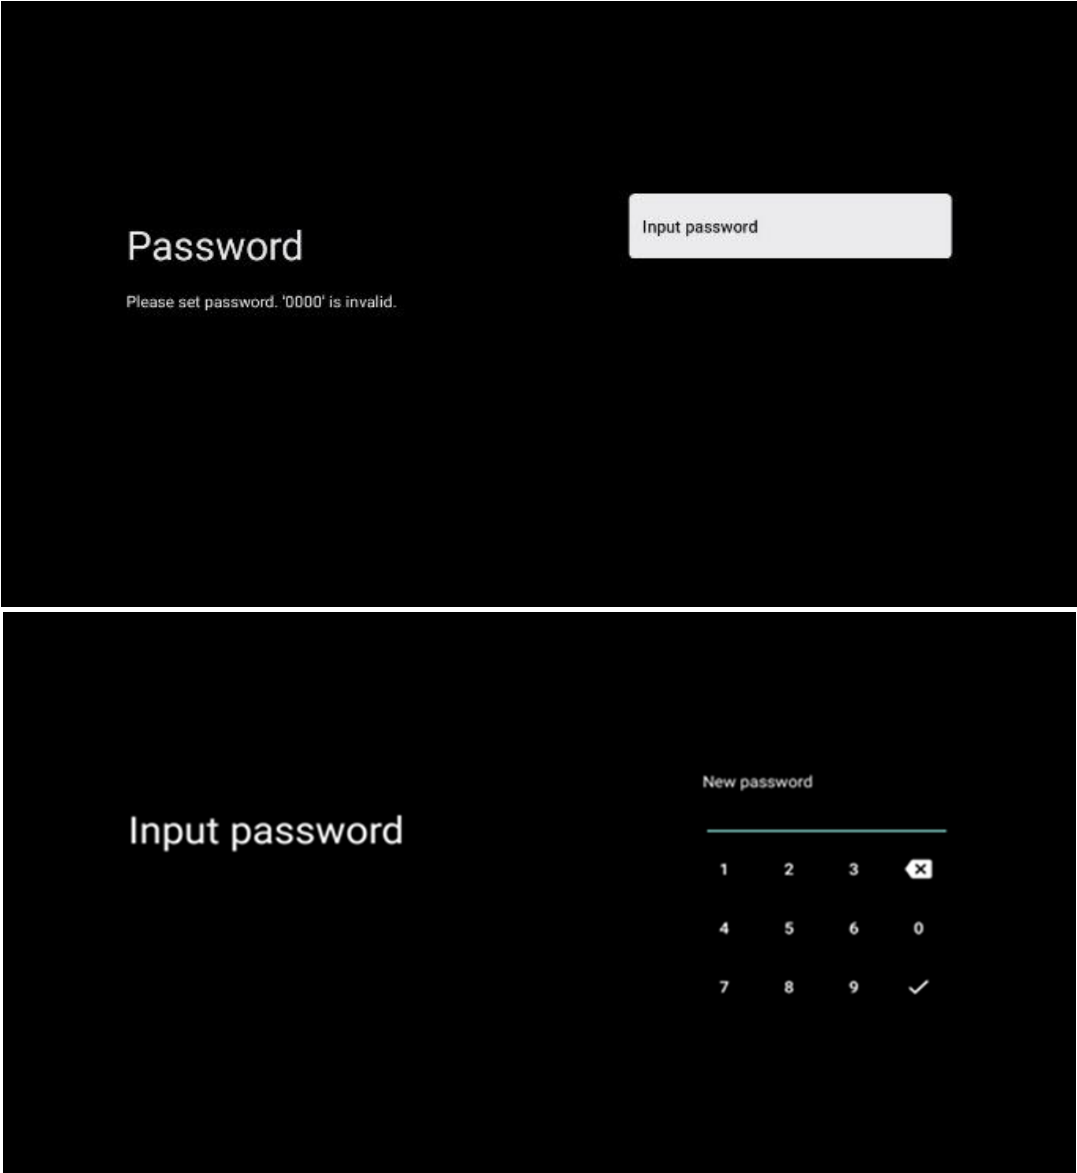 Password
Please set password. '0000' is invalid.
Input password
Input password
New password
1 2 3
4 5 6 0
7 8 9